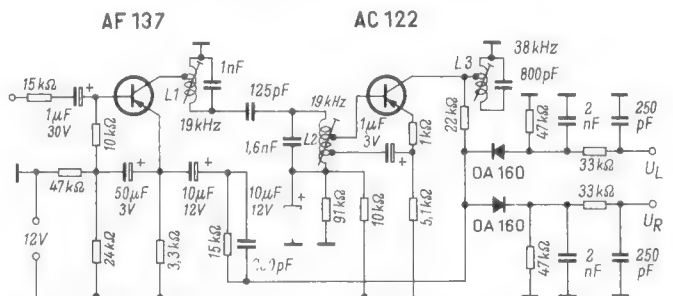 AF 137
AC 122
15kΩ
1μF
30V
10kΩ
L1
1nF
19kHz
125pF
1,6nF
19kHz
L2
1μF
3V
1kΩ
L3
38kHz
800pF
22kΩ
47kΩ
2
nF
250
pF
OA 160
33kΩ
UL
47kΩ
50μF
3V
10μF
12V
10μF
12V
91kΩ
10kΩ
5,1kΩ
OA 160
33kΩ
UR
12V
24kΩ
3,3kΩ
15kΩ
47kΩ
2
nF
250
pF